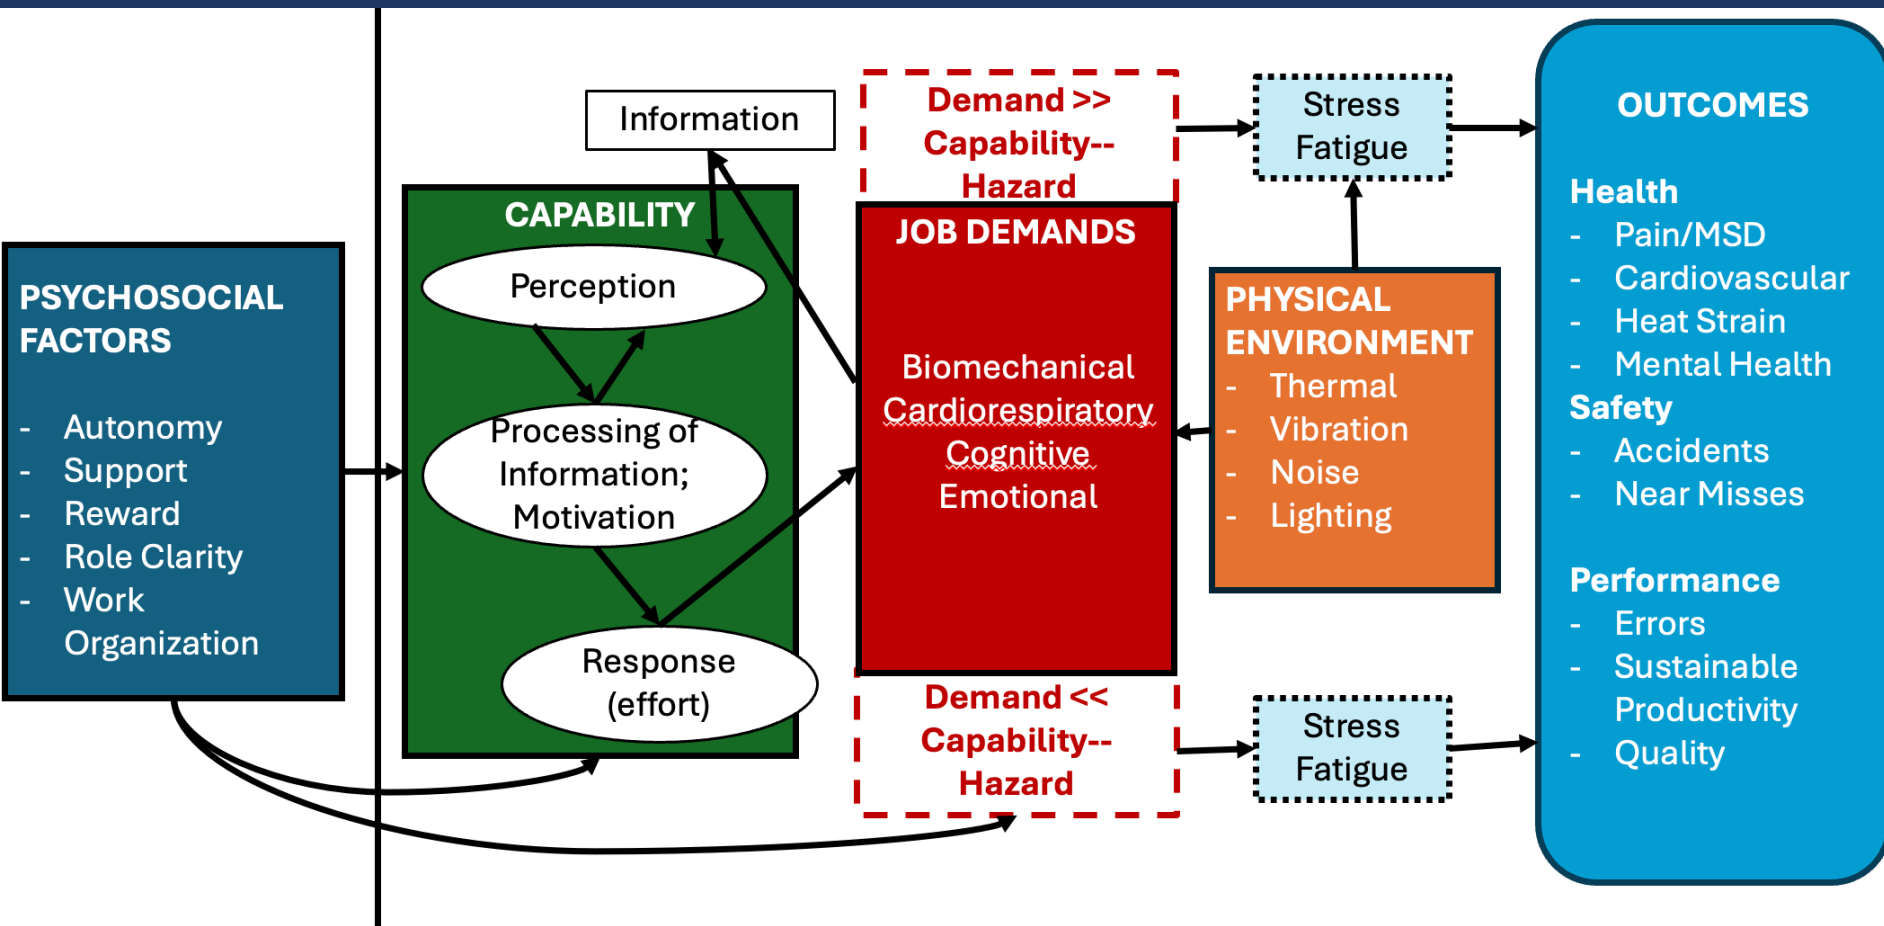 PSYCHOSOCIAL
FACTORS
- Autonomy
- Support
- Reward
- Role Clarity
- Work
Organization
Information
CAPABILITY
Perception
Processing of
Information;
Motivation
Response
(effort)
Demand >>
Capability--
Hazard
JOB DEMANDS
Biomechanical
Cardiorespiratory
Cognitive
Emotional
Demand <<
Capability--
Hazard
Stress
Fatigue
PHYSICAL
ENVIRONMENT
- Thermal
- Vibration
- Noise
- Lighting
Stress
Fatigue
OUTCOMES
Health
- Pain/MSD
- Cardiovascular
- Heat Strain
- Mental Health
Safety
- Accidents
- Near Misses
Performance
- Errors
- Sustainable
Productivity
- Quality